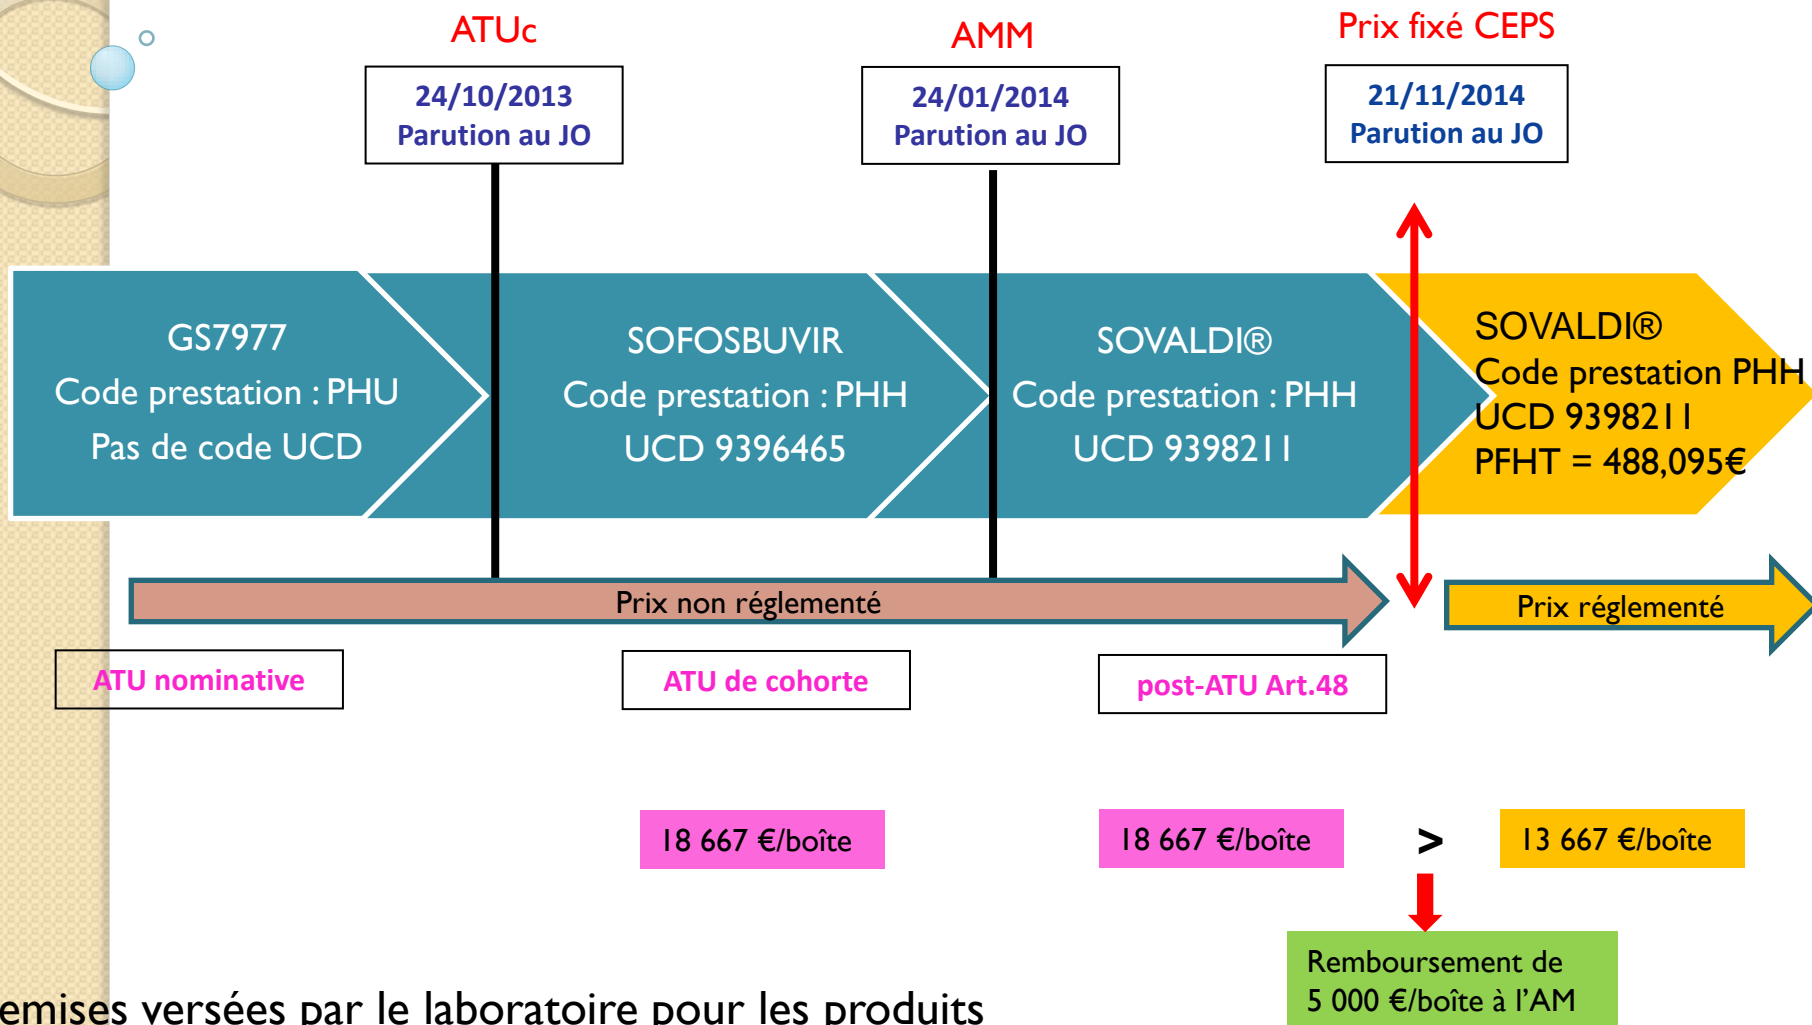 ATUc
AMM
Prix fixé CEPS
24/10/2013
Parution au JO
24/01/2014
Parution au JO
21/11/2014
Parution au JO
GS7977
Code prestation : PHU
Pas de code UCD
SOFOSBUVIR
Code prestation : PHH
UCD 9396465
SOVALDI®
Code prestation : PHH
UCD 9398211
SOVALDI®
Code prestation PHH
UCD 9398211
PFHT = 488,095€
Prix non réglementé
Prix réglementé
ATU nominative
ATU de cohorte
post-ATU Art.48
18 667 €/boîte
18 667 €/boîte
>
13 667 €/boîte
Remboursement de
5 000 €/boîte à l'AM
emises versées par le laboratoire pour les produits